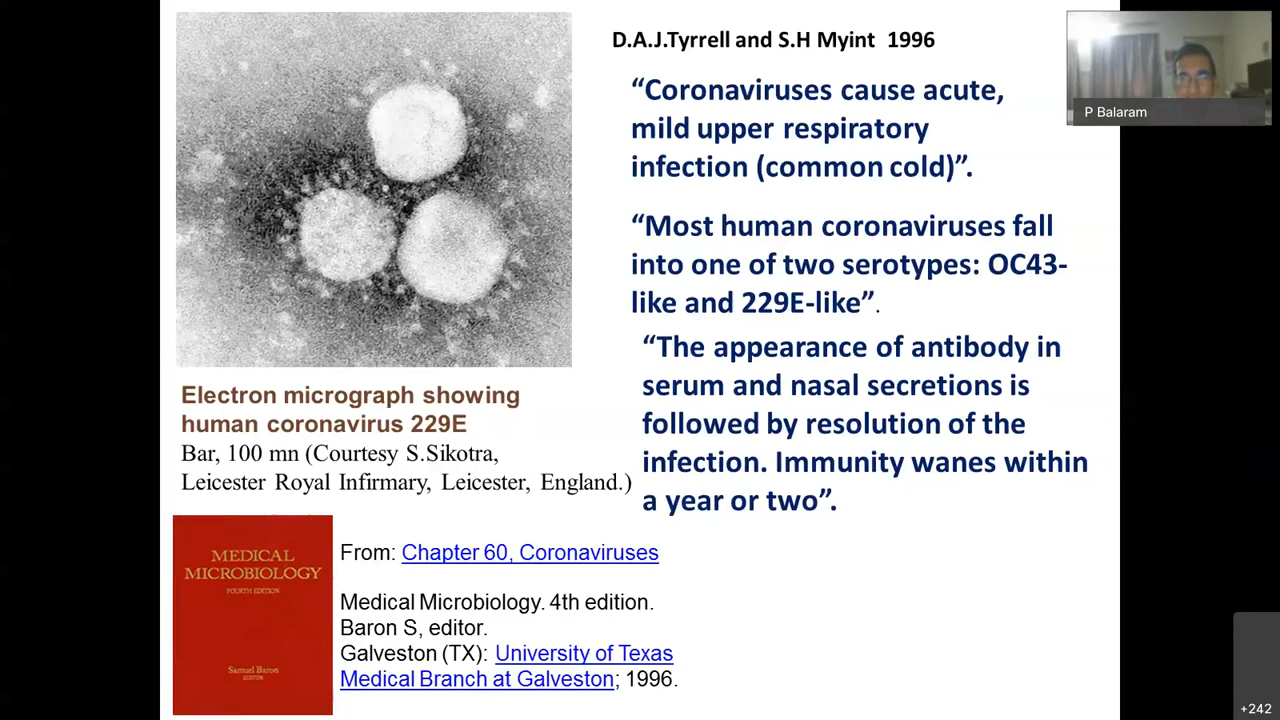 D.A.J.Tyrrell and S.H Myint 1996
“Coronaviruses cause acute,
mild upper respiratory
infection (common cold)”.
“Most human coronaviruses fall
into one of two serotypes: OC43-
like and 229E-like”.
“The appearance of antibody in
serum and nasal secretions is
followed by resolution of the
infection. Immunity wanes within
a year or two”.
Electron micrograph showing
human coronavirus 229E
Bar, 100 mn (Courtesy S.Sikotra,
Leicester Royal Infirmary, Leicester, England.)
MEDICAL
MICROBIOLOGY
FOURTH EDITION
Samuel Baron
EDITOR
From: Chapter 60, Coronaviruses
Medical Microbiology. 4th edition.
Baron S, editor.
Galveston (TX): University of Texas
Medical Branch at Galveston; 1996.
P Balaram
+242